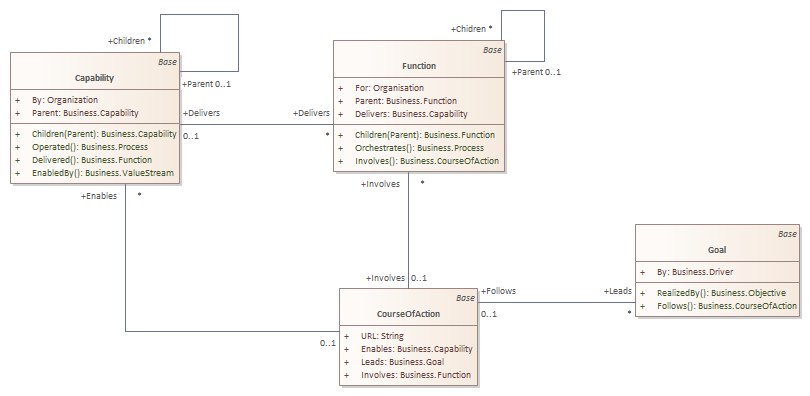 +Children *
Base
Capability
+ By: Organization
+ Parent: Business.Capability
+ Children(Parent): Business.Capability
+ Operated(): Business.Process
+ Delivered(): Business.Function
+ EnabledBy(): Business.ValueStream
+Parent 0..1
+Delivers
0..1
+Delivers
*
+Enables
*
+Chidren *
Base
Function
+ For: Organisation
+ Parent: Business.Function
+ Delivers: Business.Capability
+ Children(Parent): Business.Function
+ Orchestrates(): Business.Process
+ Involves(): Business.CourseOfAction
+Parent 0..1
+Involves
*
+Involves
0..1
Base
CourseOfAction
+ URL: String
+ Enables: Business.Capability
+ Leads: Business.Goal
+ Involves: Business.Function
0..1
+Follows
0..1
+Leads
*
Base
Goal
+ By: Business.Driver
+ RealizedBy(): Business.Objective
+ Follows(): Business.CourseOfAction